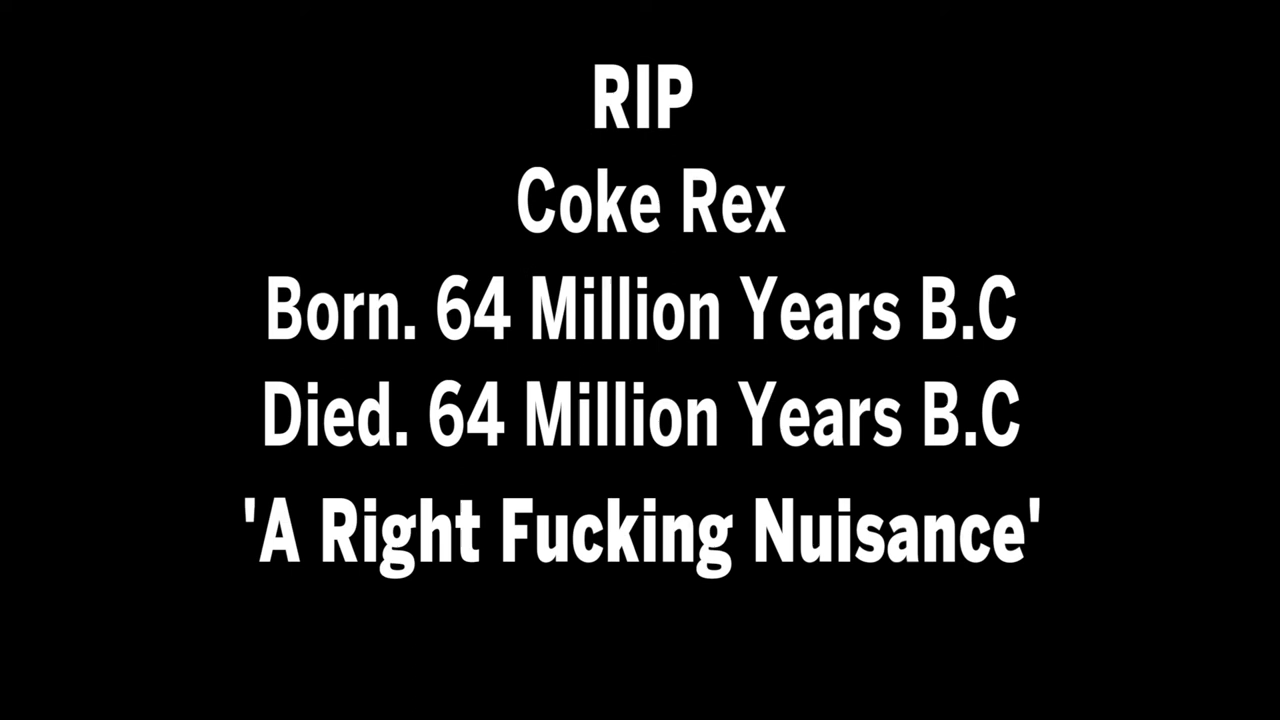 RIP
Coke Rex
Born. 64 Million Years B.C
Died. 64 Million Years B.C
'A Right Fucking Nuisance'